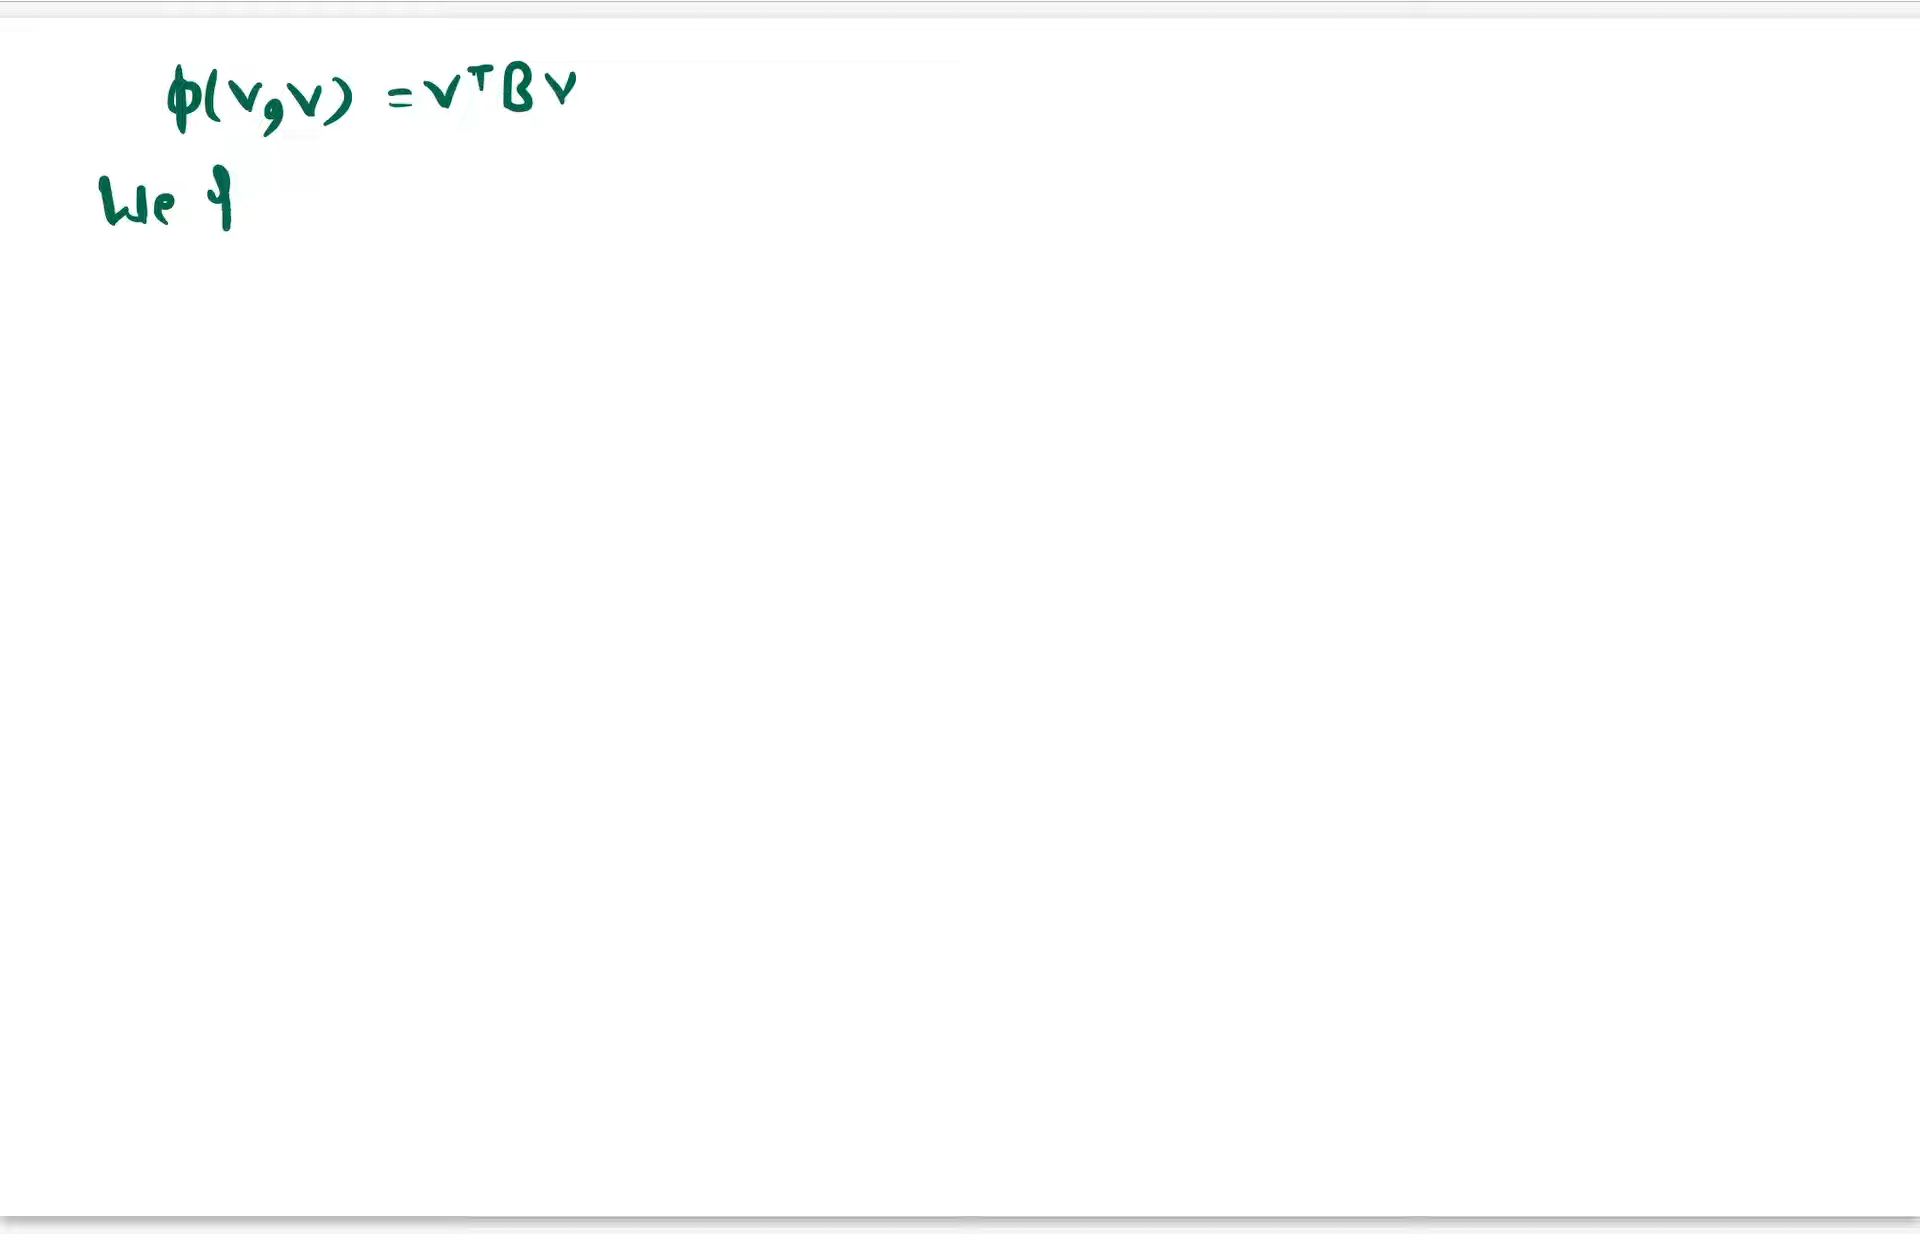 ϕ(v,v) = vᵀBv
We